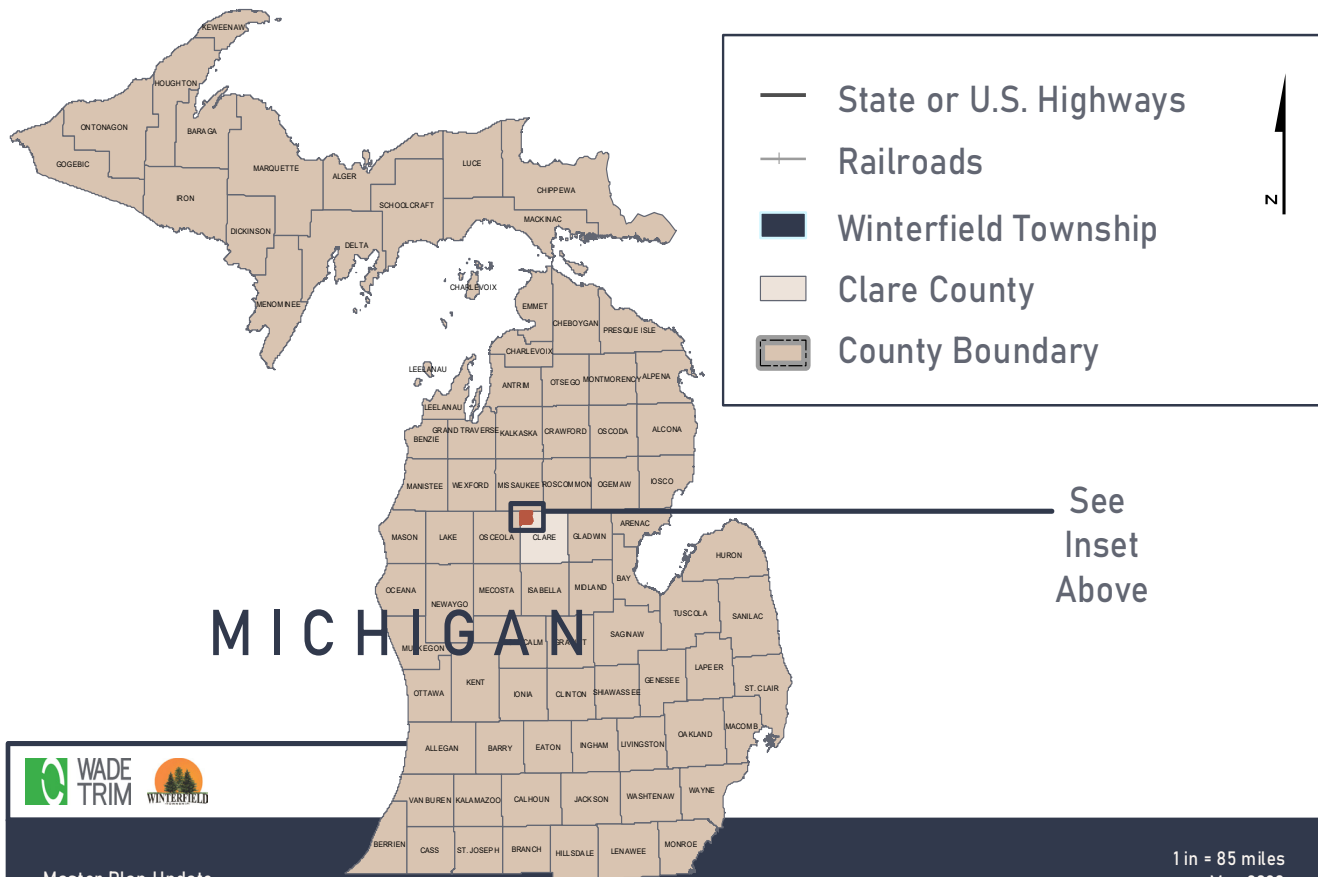 KEWEENAW
HOUGHTON
ONTONAGON
BARAGA
GOGEBIC
MARQUETTE
ALGER
LUCE
CHIPPEWA
IRON
SCHOOLCRAFT
MACKINAC
DICKINSON
DELTA
MENOMINEE
CHARLEVOIX
EMMET
CHEBOYGAN
PRESQUE ISLE
CHARLEVOIX
LEELANAU
ANTRIM
OTSEGO
MONTMORENCY
ALPENA
LEELANAU
BENZIE
GRAND TRAVERSE
KALKASKA
CRAWFORD
OSCODA
ALCONA
MANISTEE
WEXFORD
MISSAUKEE
ROSCOMMON
OGEMAW
IOSCO
MASON
LAKE
OSCEOLA
CLARE
GLADWIN
ARENAC
HURON
OCEANA
NEWAYGO
MECOSTA
ISABELLA
MIDLAND
BAY
TUSCOLA
SANILAC
MICHIGAN
SAGINAW
KENT
OTTAWA
IONIA
CLINTON
SHIAWASSEE
GENESEE
LAPEER
ST. CLAIR
ALLEGAN
BARRY
EATON
INGHAM
LIVINGSTON
OAKLAND
MACOMB
VAN BUREN
KALAMAZOO
CALHOUN
JACKSON
WASHTENAW
WAYNE
BERRIEN
CASS
ST. JOSEPH
BRANCH
HILLSDALE
LENAWEE
MONROE
State or U.S. Highways
Railroads
Winterfield Township
Clare County
County Boundary
N
See
Inset
Above
WADE
TRIM
WINTERFIELD
1 in = 85 miles